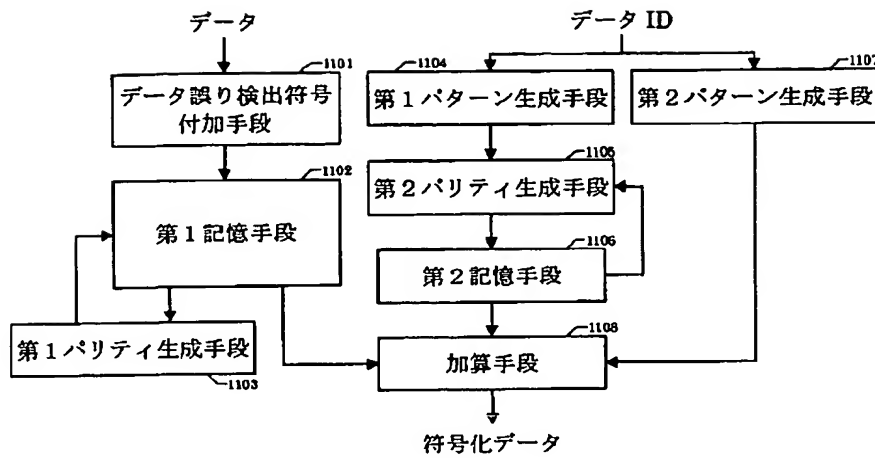 データ
データ ID
1101
データ誤り検出符号
付加手段
1104
第1パターン生成手段
1107
第2パターン生成手段
1105
第2パリティ生成手段
1102
第1記憶手段
1106
第2記憶手段
第1パリティ生成手段
1103
1108
加算手段
符号化データ